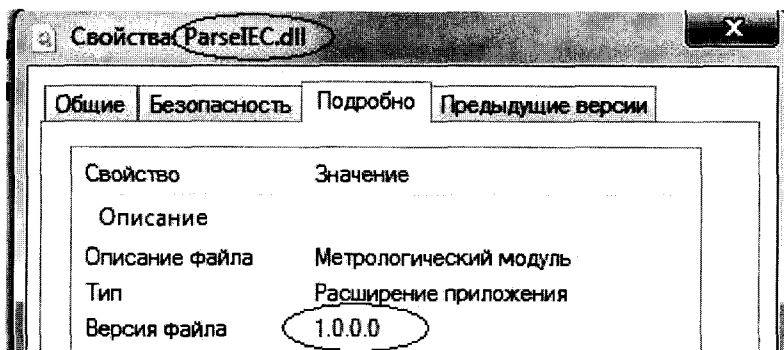 Свойства: ParseIEC.dll
X
Общие Безопасность Подробно Предыдущие версии
Свойство Значение
Описание
Описание файла Метрологический модуль
Тип Расширение приложения
Версия файла 1.0.0.0